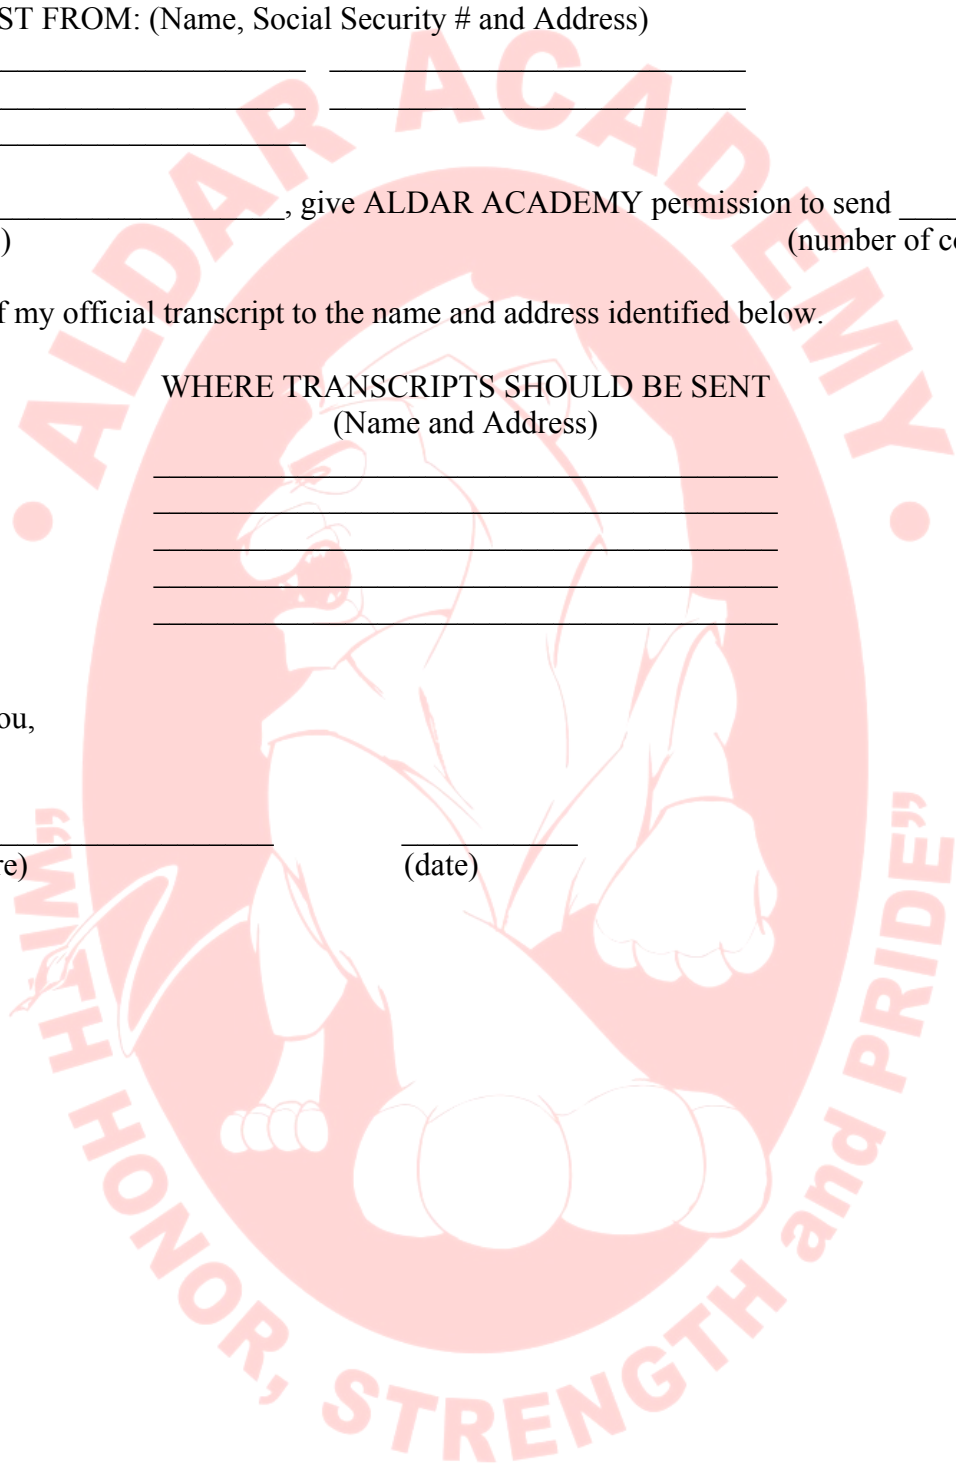 ST FROM: (Name, Social Security # and Address)
, give ALDAR ACADEMY permission to send
) (number of co
f my official transcript to the name and address identified below.
WHERE TRANSCRIPTS SHOULD BE SENT
(Name and Address)
ou,
re) (date)
• ALDAR ACADEMY •
"WITH HONOR, STRENGTH and PRIDE"